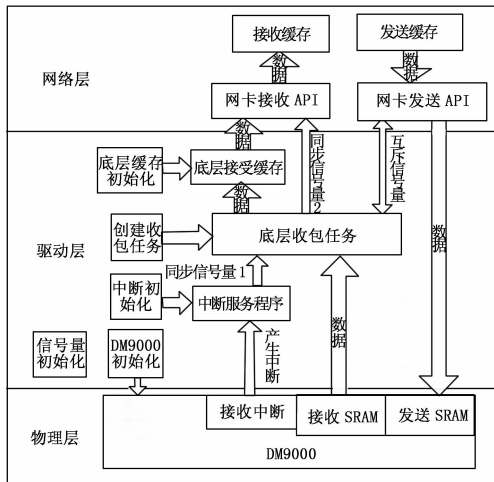 接收缓存
发送缓存
数据
数据
网络层
网卡接收 API
网卡发送 API
数据
同步信号量2
互斥信号量
底层缓存
初始化
底层接受缓存
数据
创建收
包任务
底层收包任务
数据
驱动层
同步信号量1
中断初
始化
中断服务程序
信号量
初始化
DM9000
初始化
产生中断
数据
物理层
接收中断
接收 SRAM
发送 SRAM
DM9000